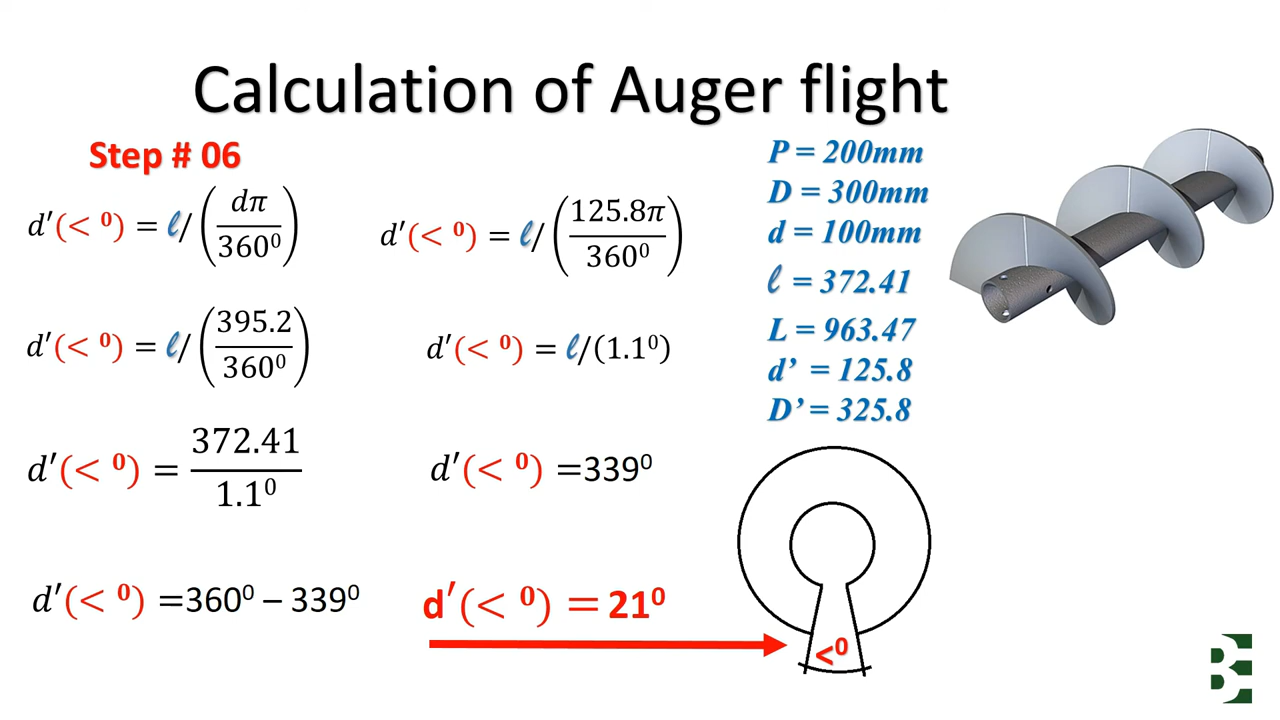 Calculation of Auger flight
Step # 06
d′(< ⁰) = ℓ/(dπ/360⁰)
d′(< ⁰) = ℓ/(125.8π/360⁰)
d′(< ⁰) = ℓ/(395.2/360⁰)
d′(< ⁰) = ℓ/(1.1⁰)
d′(< ⁰) = 372.41/1.1⁰
d′(< ⁰) =339⁰
d′(< ⁰) =360⁰ – 339⁰
d′(< ⁰) = 21⁰
P = 200mm
D = 300mm
d = 100mm
ℓ = 372.41
L = 963.47
d’ = 125.8
D’ = 325.8
<⁰